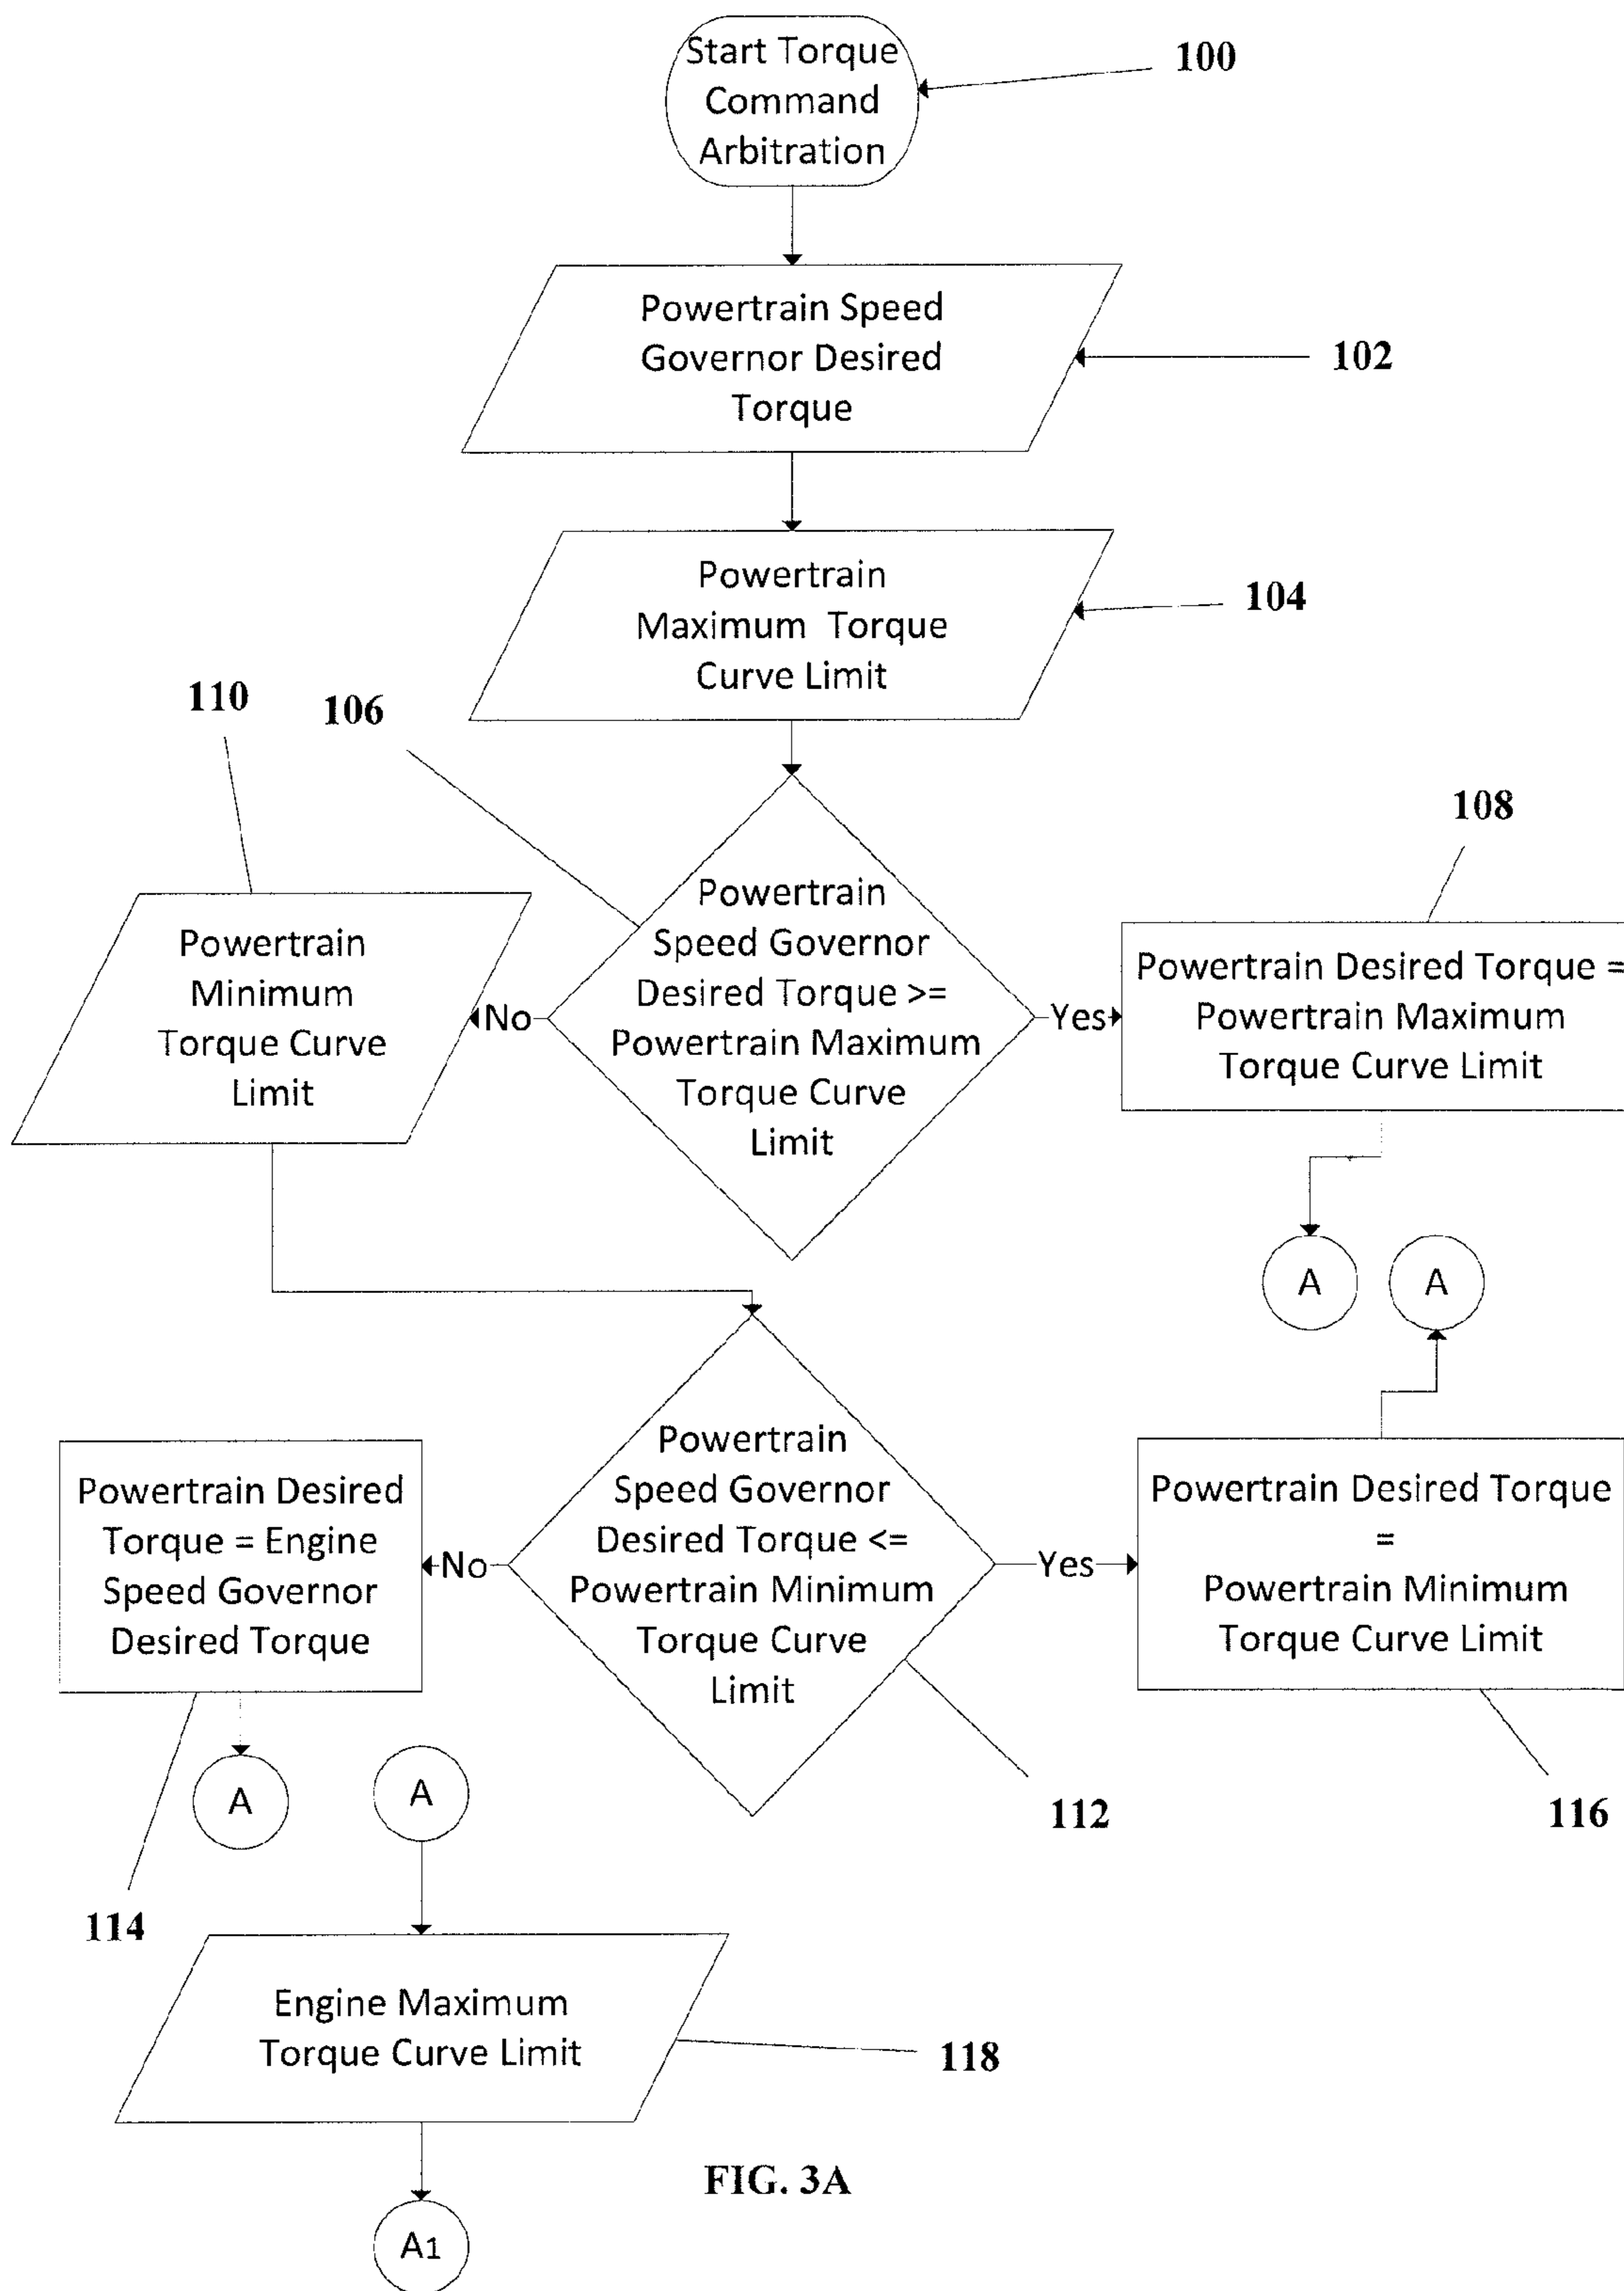 Start Torque
Command
Arbitration
100
Powertrain Speed
Governor Desired
Torque
102
Powertrain
Maximum Torque
Curve Limit
104
110
106
108
Powertrain
Minimum
Torque Curve
Limit
No
Powertrain
Speed Governor
Desired Torque >=
Powertrain Maximum
Torque Curve
Limit
Yes
Powertrain Desired Torque =
Powertrain Maximum
Torque Curve Limit
A
A
Powertrain Desired
Torque = Engine
Speed Governor
Desired Torque
No
Powertrain
Speed Governor
Desired Torque <=
Powertrain Minimum
Torque Curve
Limit
Yes
Powertrain Desired Torque
=
Powertrain Minimum
Torque Curve Limit
A
A
112
116
114
Engine Maximum
Torque Curve Limit
118
FIG. 3A
A1